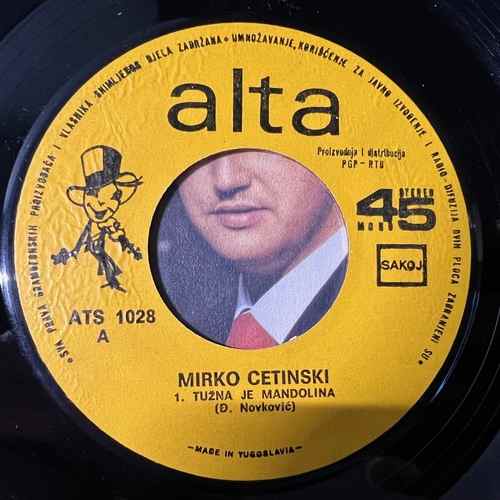 SVA PRAVA GRAMOFONSKIH PROIZVOĐAČA I VLASNIKA SNIMLJENOG DJELA ZADRŽANA • UMNOŽAVANJE, KORIŠĆENJE ZA JAVNO IZVOĐENJE I RADIO-DIFUZIJA OVIH PLOČA ZABRANJENI SU •
alta
Proizvodnja i distribucija
PGP - RTB
STEREO
45
MONO
SAKOJ
ATS 1028
A
MIRKO CETINSKI
1. TUŽNA JE MANDOLINA
(Đ. Novković)
—MADE IN YUGOSLAVIA—